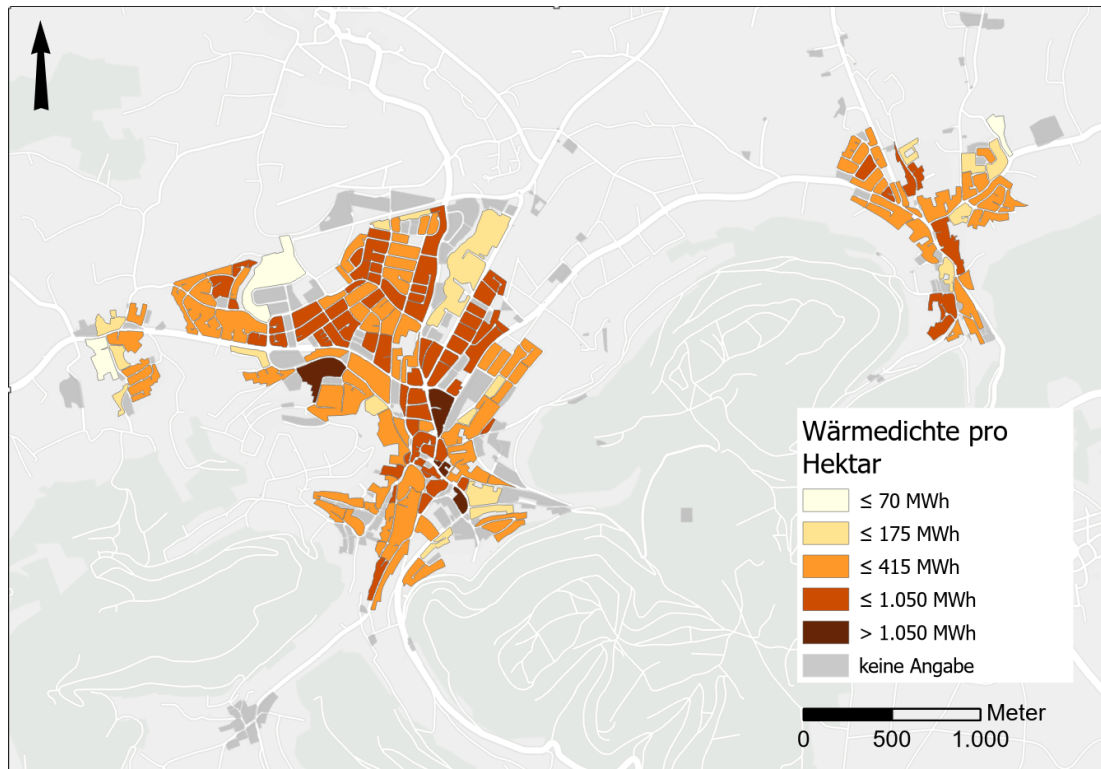 Wärmedichte pro
Hektar
≤ 70 MWh
≤ 175 MWh
≤ 415 MWh
≤ 1.050 MWh
> 1.050 MWh
keine Angabe
Meter
0 500 1.000